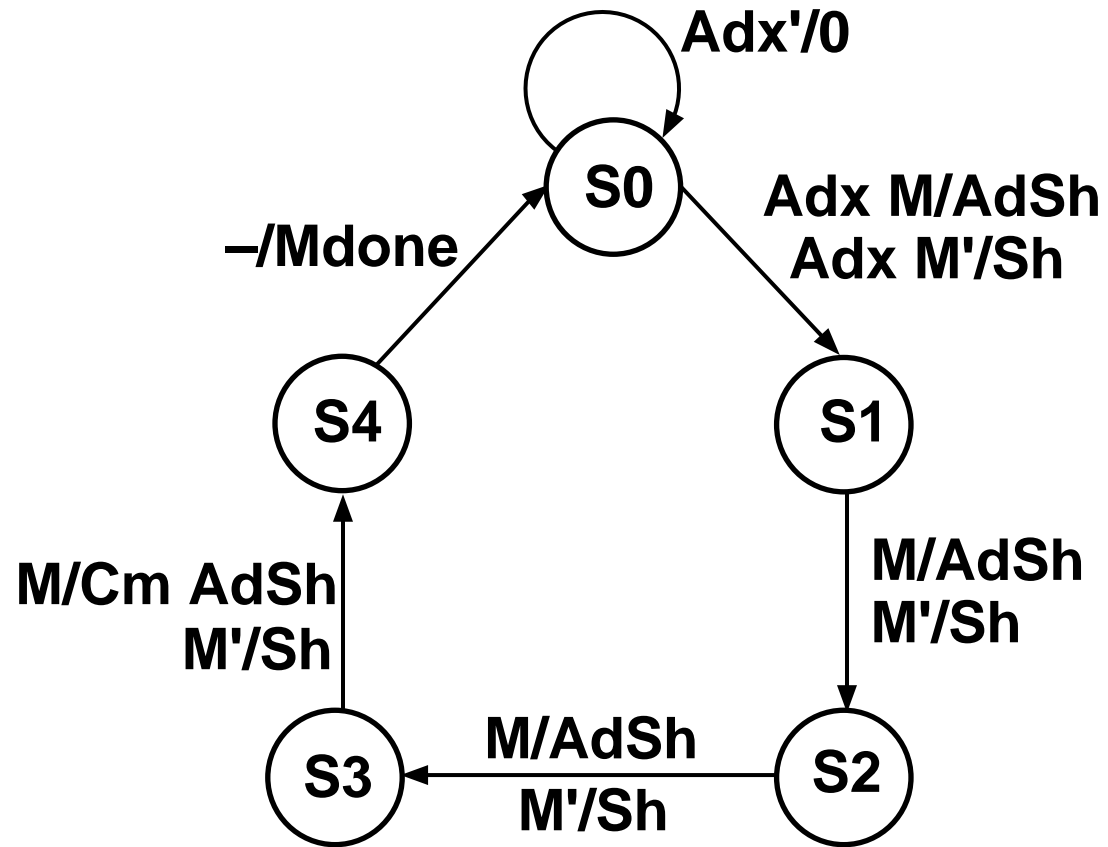 Adx'/0
S0
Adx M/AdSh
Adx M'/Sh
–/Mdone
S4
S1
M/Cm AdSh
M'/Sh
M/AdSh
M'/Sh
M/AdSh
M'/Sh
S3
S2